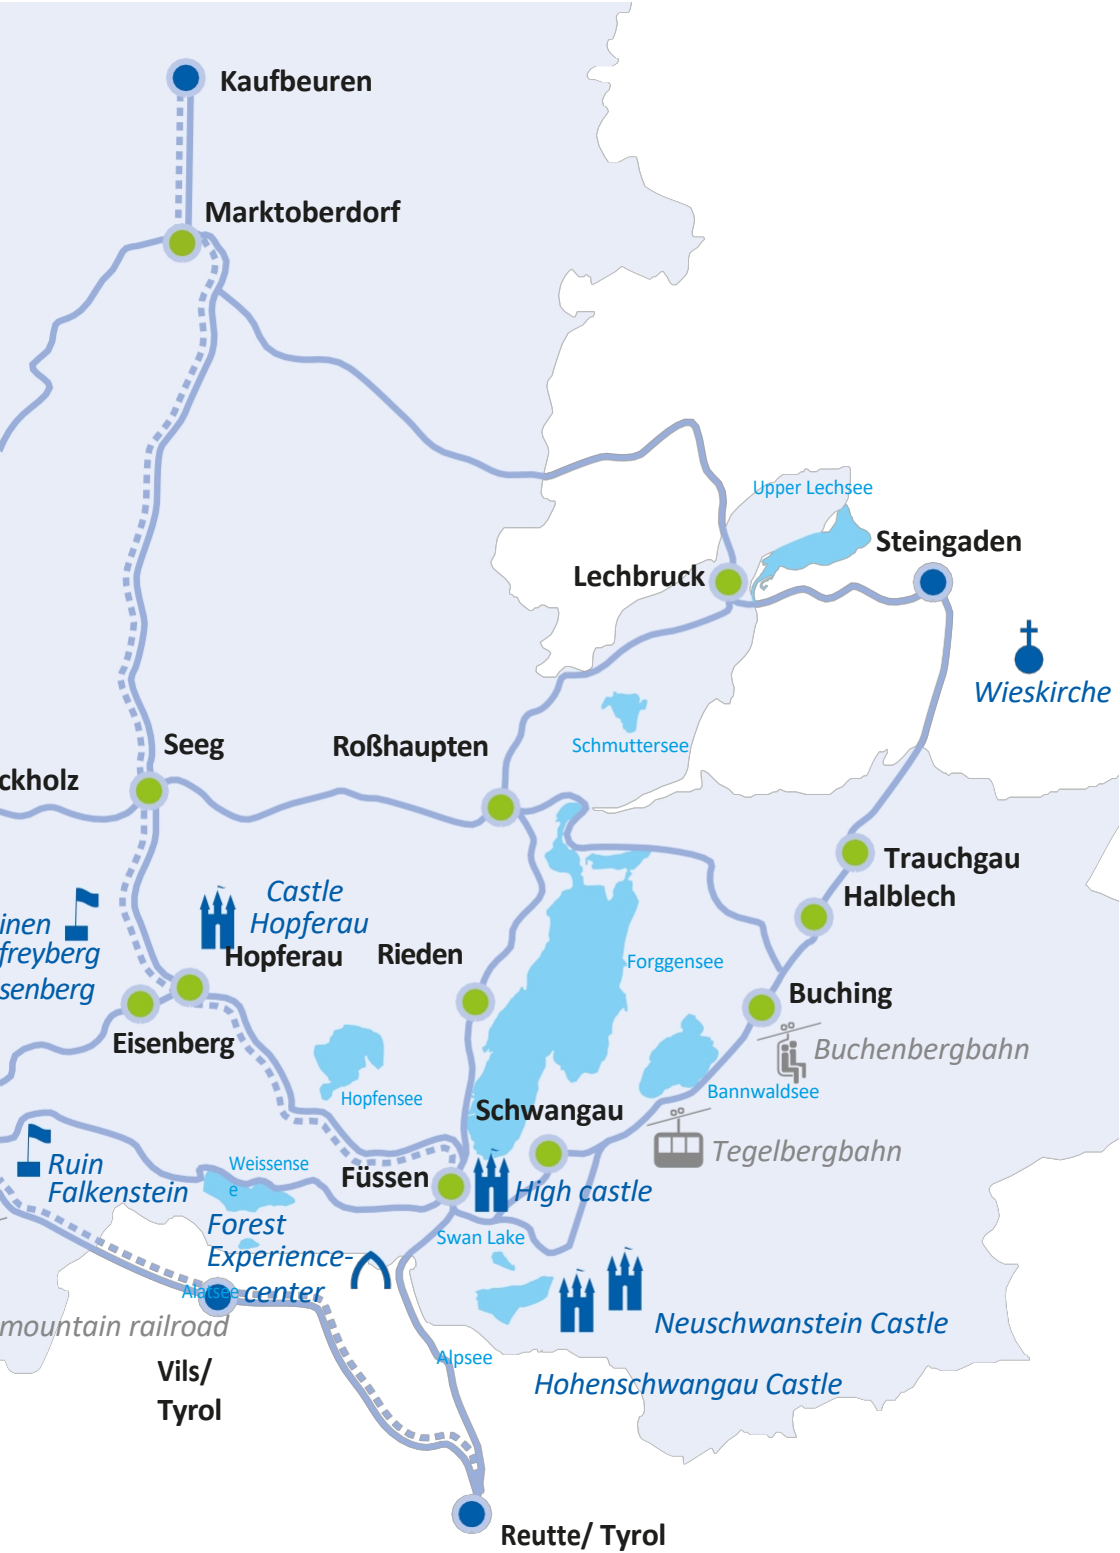 Kaufbeuren
Marktoberdorf
Upper Lechsee
Steingaden
Lechbruck
Wieskirche
Schmuttersee
Seeg
Roßhaupten
ckholz
Trauchgau
Halblech
Castle
Hopferau
inen
freyberg
senberg
Hopferau
Rieden
Forggensee
Buching
Eisenberg
Buchenbergbahn
Hopfensee
Bannwaldsee
Schwangau
Tegelbergbahn
Ruin
Falkenstein
Weissense
e
Füssen
High castle
Forest
Experience-
center
Swan Lake
Alatsee
mountain railroad
Neuschwanstein Castle
Alpsee
Hohenschwangau Castle
Vils/
Tyrol
Reutte/ Tyrol